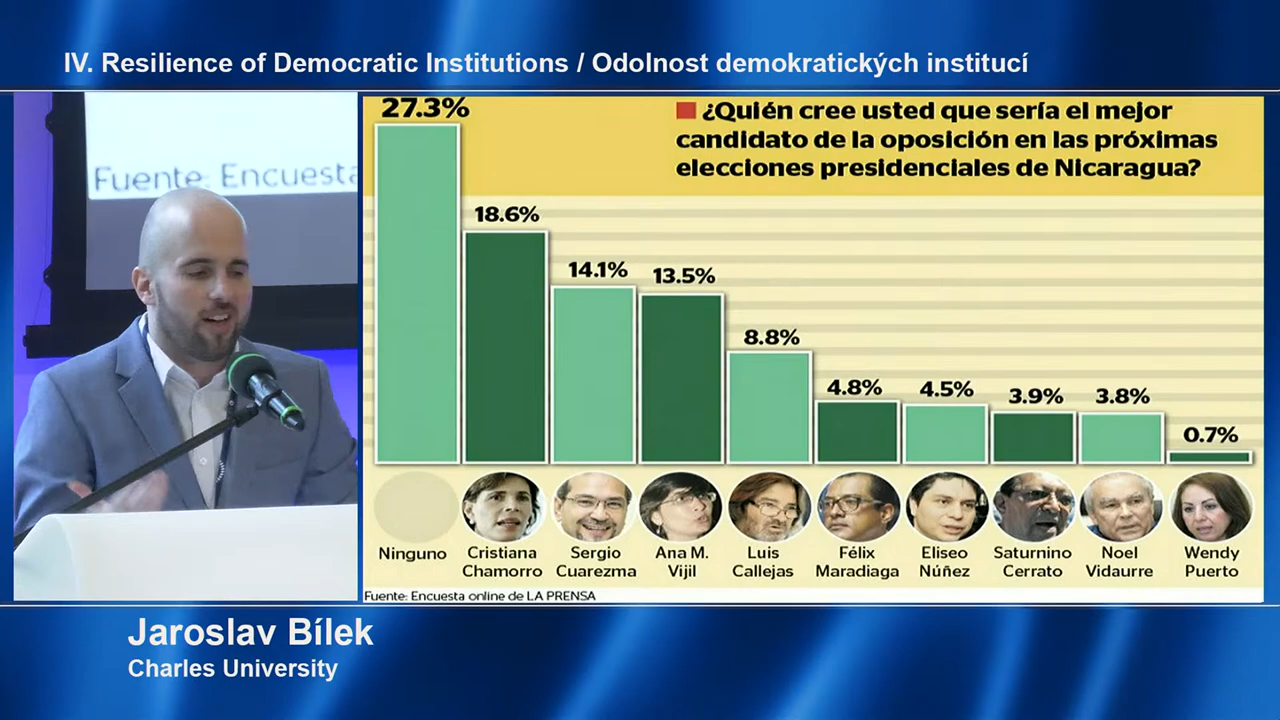 IV. Resilience of Democratic Institutions / Odolnost demokratických institucí
Fuente: Encuesta
27.3%
¿Quién cree usted que sería el mejor
candidato de la oposición en las próximas
elecciones presidenciales de Nicaragua?
18.6%
14.1%
13.5%
8.8%
4.8%
4.5%
3.9%
3.8%
0.7%
Ninguno
Cristiana
Chamorro
Sergio
Cuarezma
Ana M.
Vijil
Luis
Callejas
Félix
Maradiaga
Eliseo
Núñez
Saturnino
Cerrato
Noel
Vidaurre
Wendy
Puerto
Fuente: Encuesta online de LA PRENSA
Jaroslav Bílek
Charles University